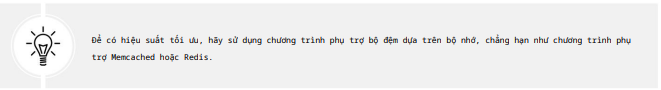 Để có hiệu suất tối ưu, hãy sử dụng chương trình phụ trợ bộ đệm dựa trên bộ nhớ, chẳng hạn như chương trình phụ
trợ Memcached hoặc Redis.